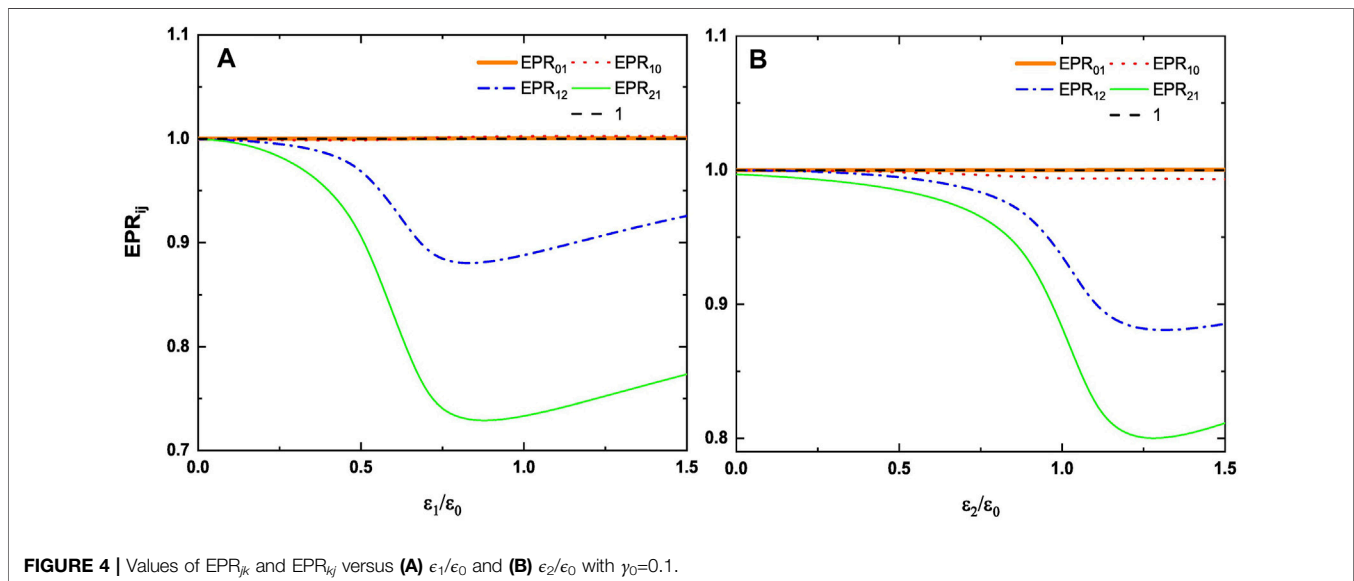 A
EPR₀₁ EPR₁₀
EPR₁₂ EPR₂₁
1
1.1
1.0
0.9
0.8
0.7
EPRᵢⱼ
0.0 0.5 1.0 1.5
ε₁/ε₀
B
EPR₀₁ EPR₁₀
EPR₁₂ EPR₂₁
1
1.1
1.0
0.9
0.8
0.0 0.5 1.0 1.5
ε₂/ε₀
FIGURE 4 | Values of EPRⱼₖ and EPRₖⱼ versus (A) ϵ₁/ϵ₀ and (B) ϵ₂/ϵ₀ with γ₀=0.1.